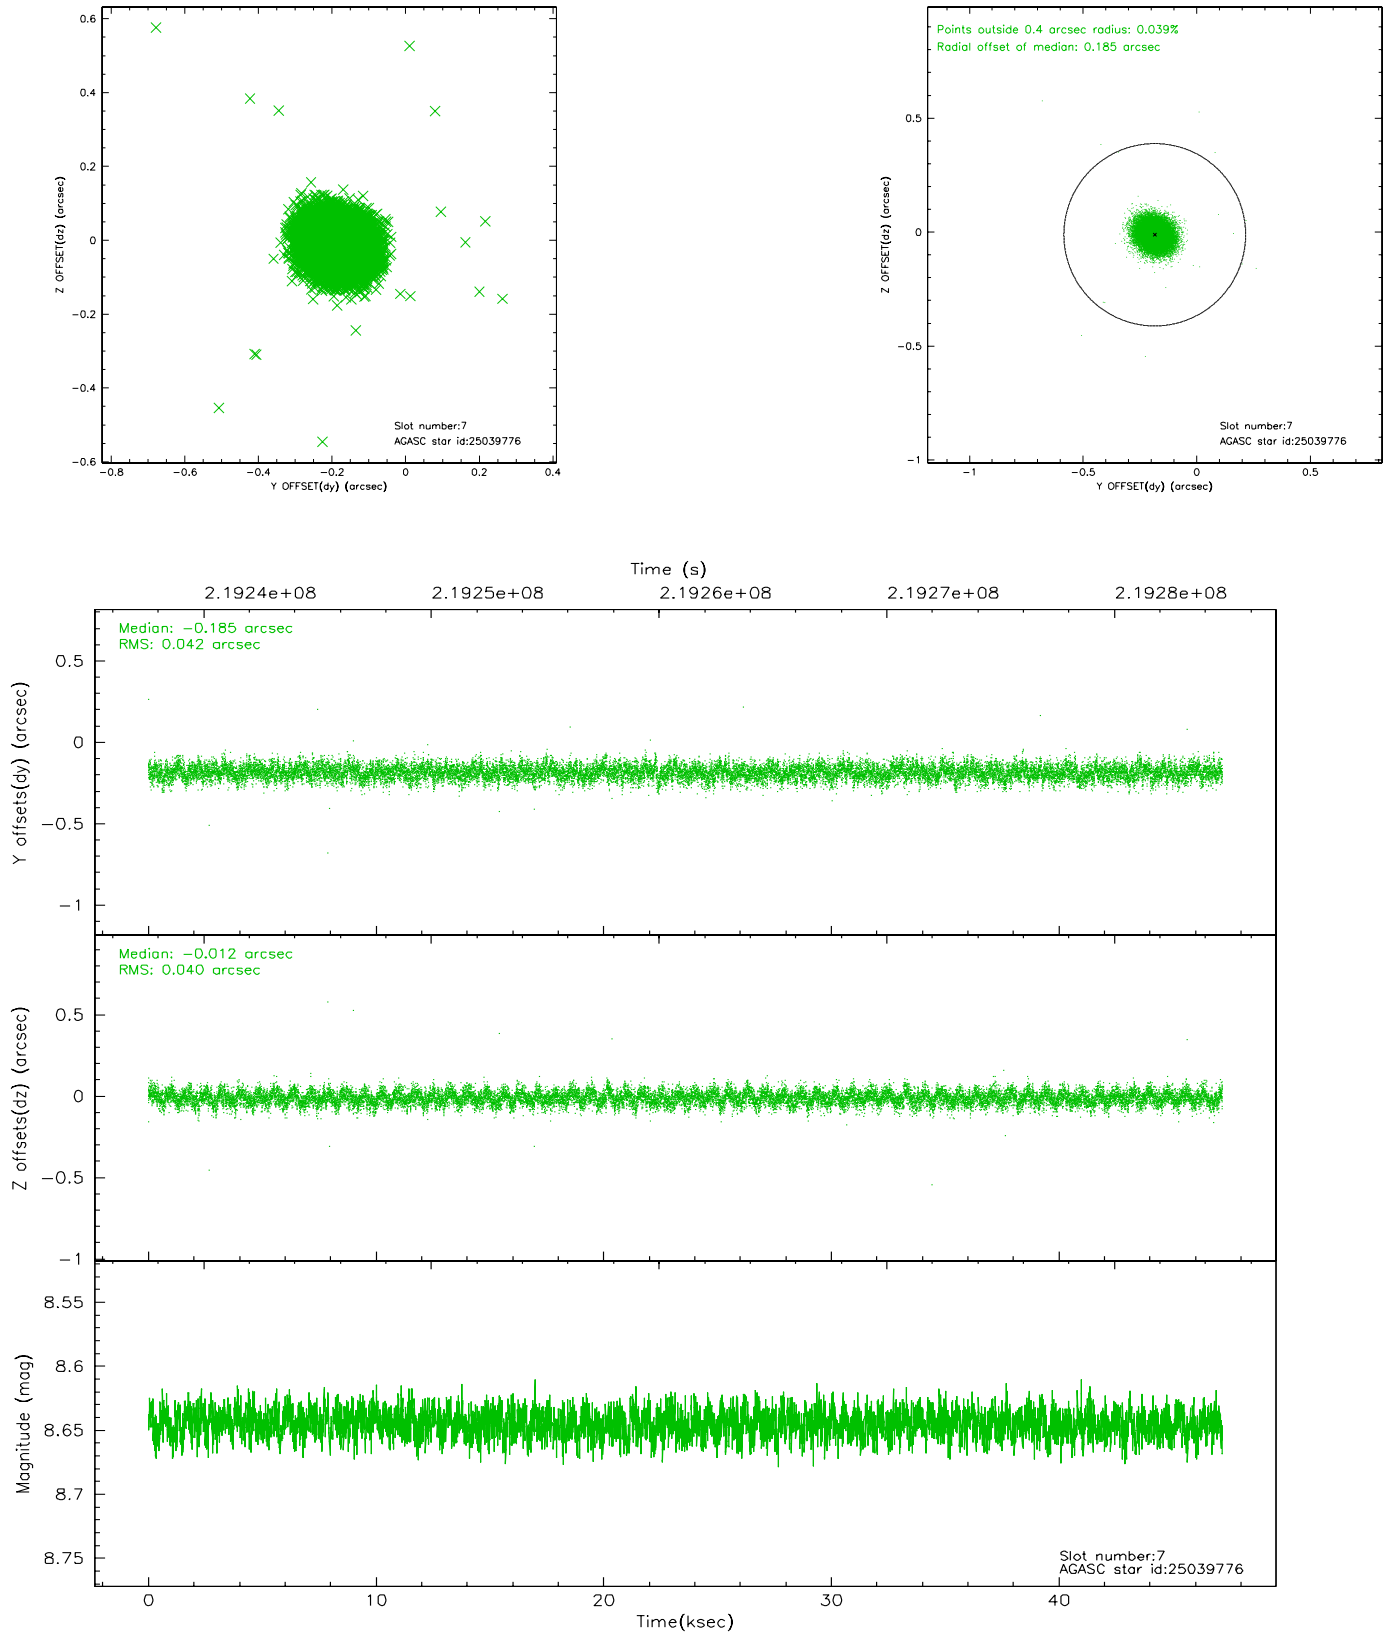 0.6
0.4
0.2
0
−0.2
−0.4
−0.6
Z OFFSET(dz) (arcsec)
Slot number:7
AGASC star id:25039776
−0.8 −0.6 −0.4 −0.2 0 0.2 0.4
Y OFFSET(dy) (arcsec)
Points outside 0.4 arcsec radius: 0.039%
Radial offset of median: 0.185 arcsec
0.5
0
−0.5
−1
Z OFFSET(dz) (arcsec)
Slot number:7
AGASC star id:25039776
−1 −0.5 0 0.5
Y OFFSET(dy) (arcsec)
Time (s)
2.1924e+08 2.1925e+08 2.1926e+08 2.1927e+08 2.1928e+08
Median: −0.185 arcsec
RMS: 0.042 arcsec
0.5
0
−0.5
−1
Y offsets(dy) (arcsec)
Median: −0.012 arcsec
RMS: 0.040 arcsec
0.5
0
−0.5
−1
Z offsets(dz) (arcsec)
8.55
8.6
8.65
8.7
8.75
Magnitude (mag)
Slot number:7
AGASC star id:25039776
0 10 20 30 40
Time(ksec)